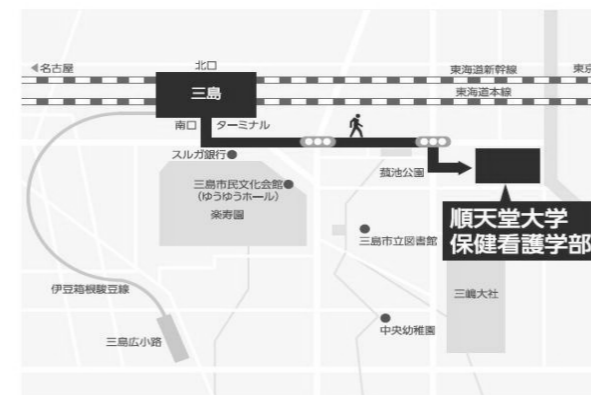 ◀名古屋
北口
東海道新幹線
東京
三島
東海道本線
南口
ターミナル
スルガ銀行●
三島市民文化会館●
(ゆうゆうホール)
楽寿園
菰池公園
順天堂大学
保健看護学部
三島市立図書館
伊豆箱根駿豆線
三嶋大社
中央幼稚園
三島広小路